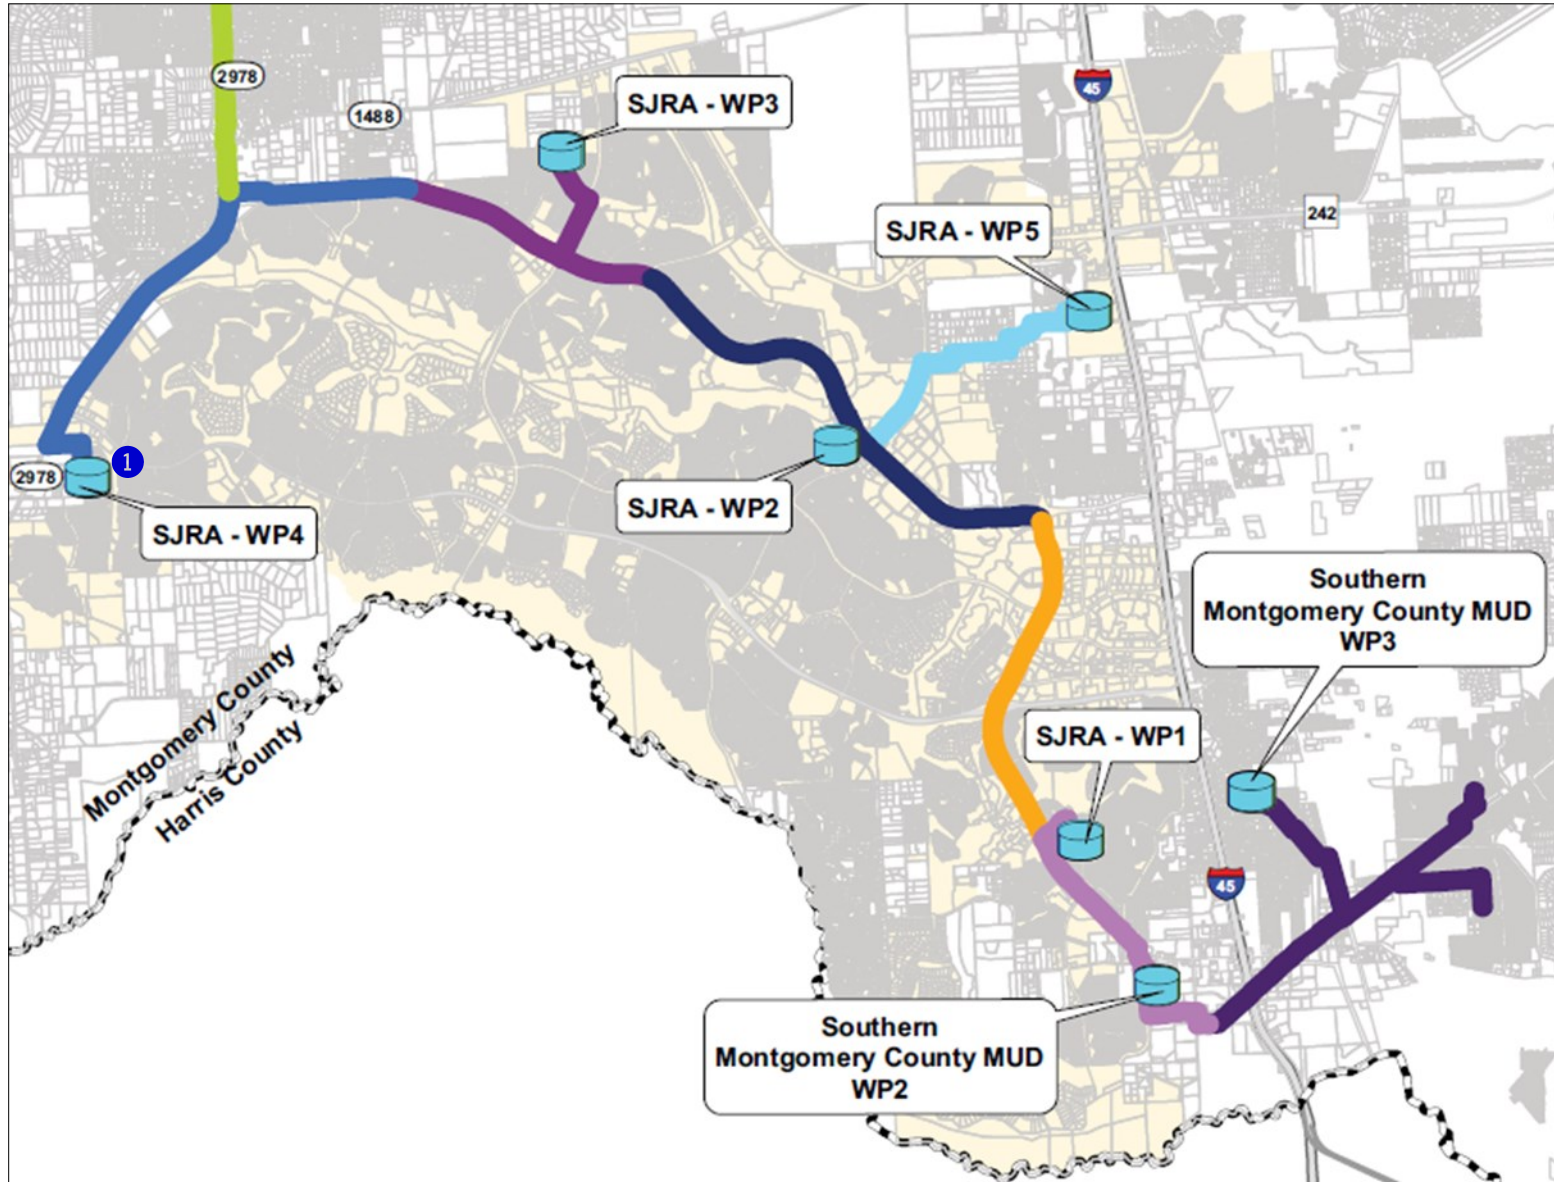 2978
1488
SJRA - WP3
45
SJRA - WP5
242
1
2978
SJRA - WP4
SJRA - WP2
Southern
Montgomery County MUD
WP3
Montgomery County
Harris County
SJRA - WP1
45
Southern
Montgomery County MUD
WP2